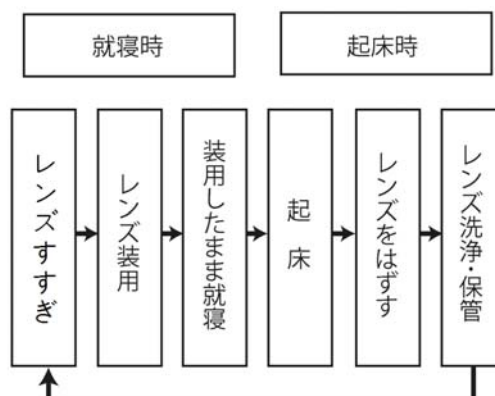 就寝時
起床時
レンズすすぎ
レンズ装用
装用したまま就寝
起床
レンズをはずす
レンズ洗浄・保管